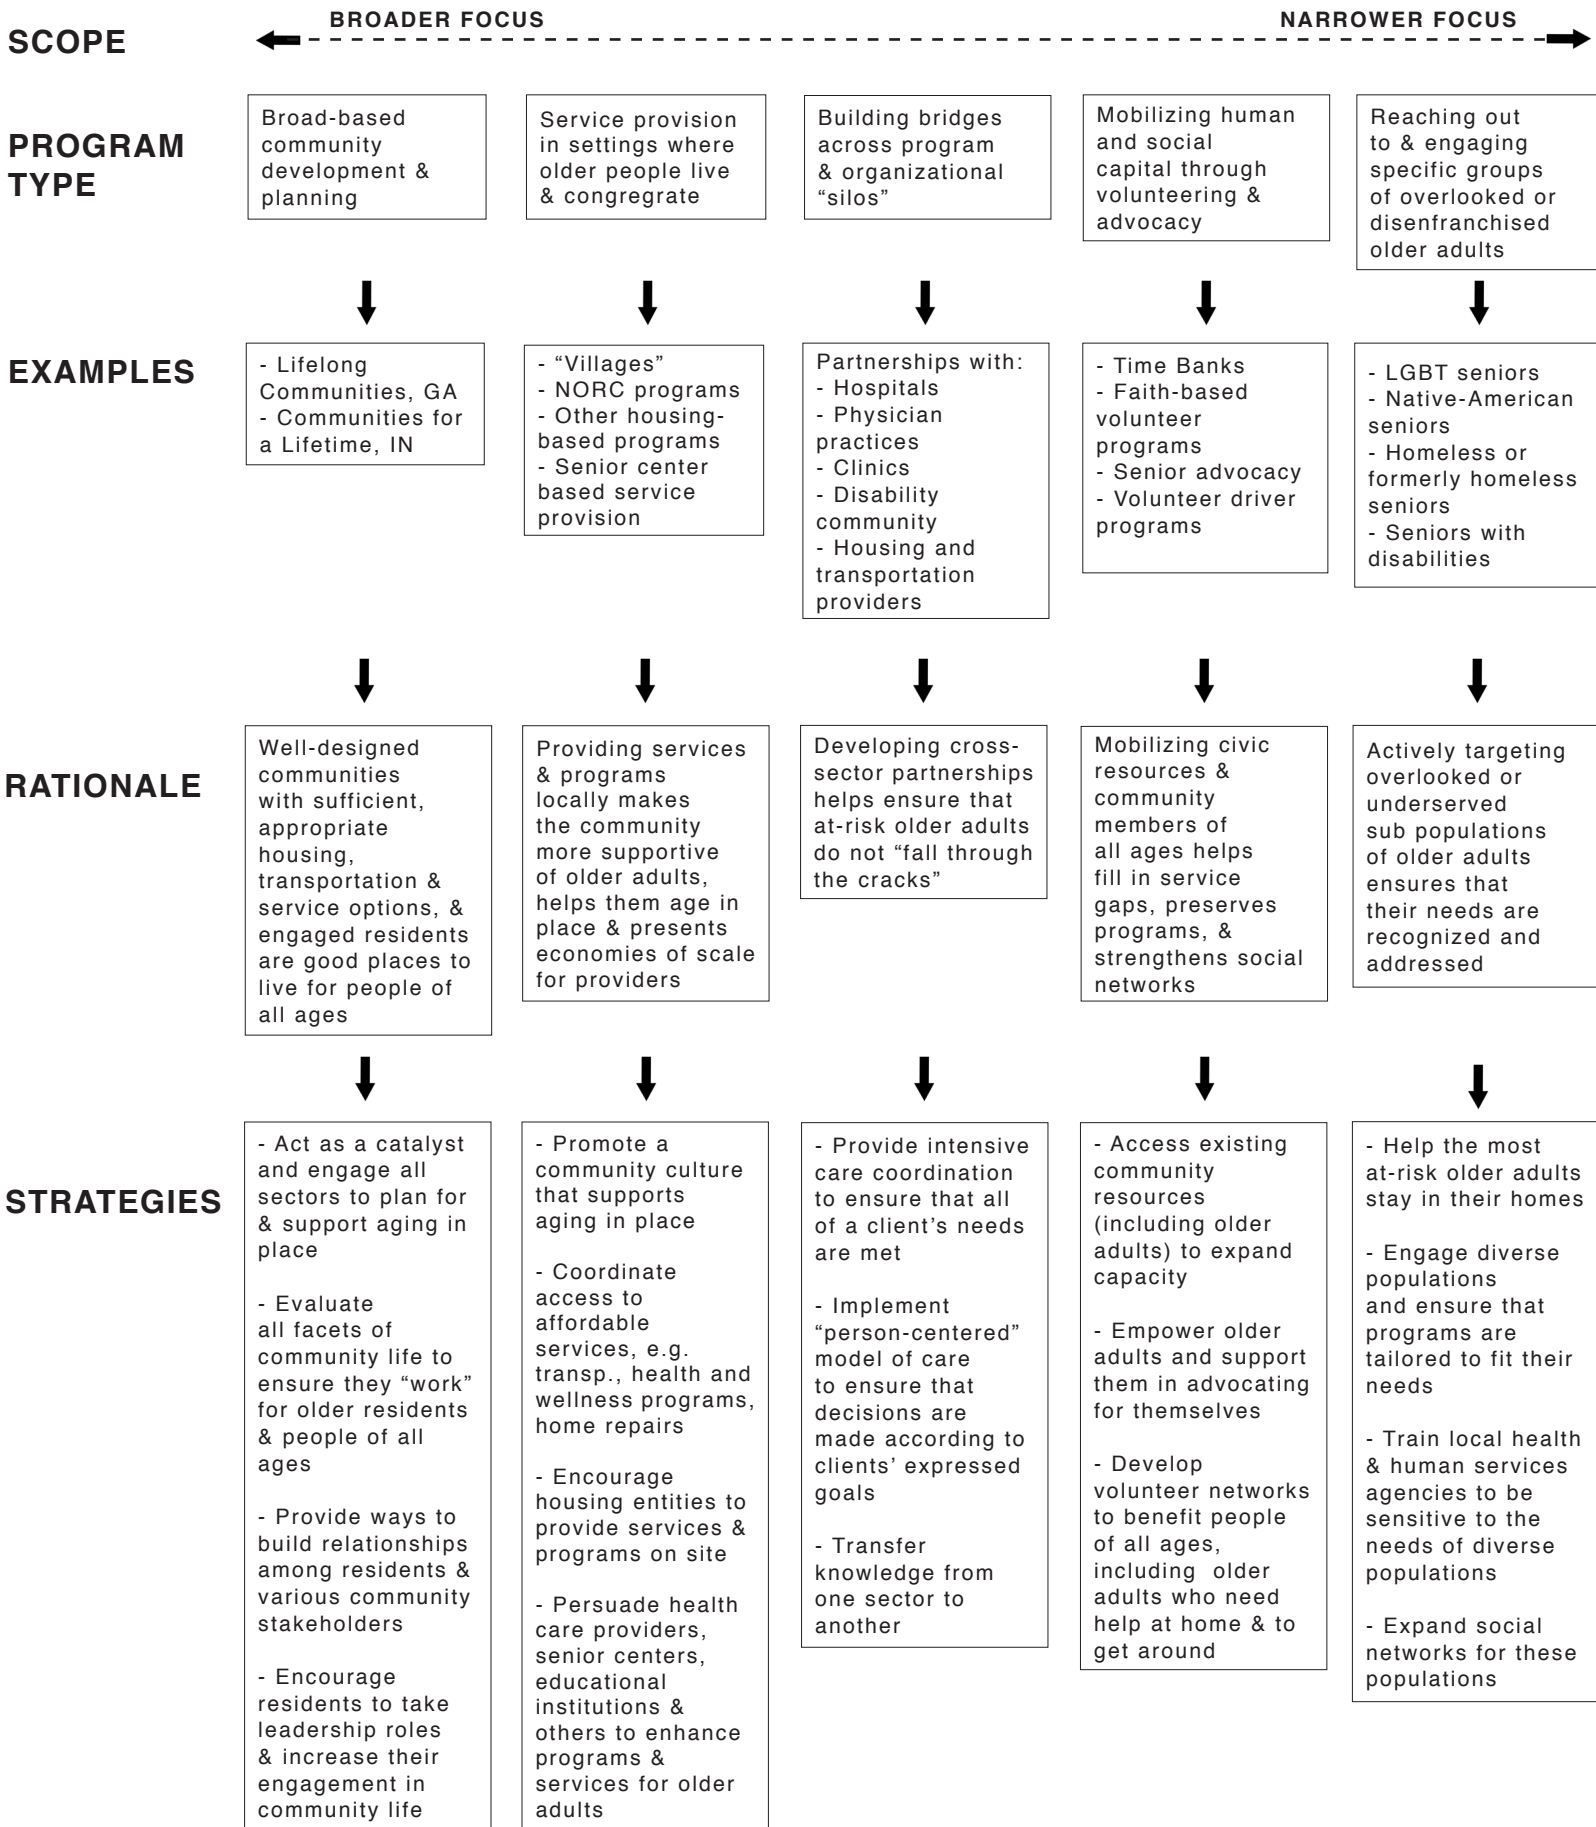 SCOPE
BROADER FOCUS
NARROWER FOCUS
PROGRAM
TYPE
Broad-based
community
development &
planning
Service provision
in settings where
older people live
& congregrate
Building bridges
across program
& organizational
“silos”
Mobilizing human
and social
capital through
volunteering &
advocacy
Reaching out
to & engaging
specific groups
of overlooked or
disenfranchised
older adults
EXAMPLES
- Lifelong
Communities, GA
- Communities for
a Lifetime, IN
- “Villages”
- NORC programs
- Other housing-
based programs
- Senior center
based service
provision
Partnerships with:
- Hospitals
- Physician
practices
- Clinics
- Disability
community
- Housing and
transportation
providers
- Time Banks
- Faith-based
volunteer
programs
- Senior advocacy
- Volunteer driver
programs
- LGBT seniors
- Native-American
seniors
- Homeless or
formerly homeless
seniors
- Seniors with
disabilities
RATIONALE
Well-designed
communities
with sufficient,
appropriate
housing,
transportation &
service options, &
engaged residents
are good places to
live for people of
all ages
Providing services
& programs
locally makes
the community
more supportive
of older adults,
helps them age in
place & presents
economies of scale
for providers
Developing cross-
sector partnerships
helps ensure that
at-risk older adults
do not “fall through
the cracks”
Mobilizing civic
resources &
community
members of
all ages helps
fill in service
gaps, preserves
programs, &
strengthens social
networks
Actively targeting
overlooked or
underserved
sub populations
of older adults
ensures that
their needs are
recognized and
addressed
STRATEGIES
- Act as a catalyst
and engage all
sectors to plan for
& support aging in
place
- Evaluate
all facets of
community life to
ensure they “work”
for older residents
& people of all
ages
- Provide ways to
build relationships
among residents &
various community
stakeholders
- Encourage
residents to take
leadership roles
& increase their
engagement in
community life
- Promote a
community culture
that supports
aging in place
- Coordinate
access to
affordable
services, e.g.
transp., health and
wellness programs,
home repairs
- Encourage
housing entities to
provide services &
programs on site
- Persuade health
care providers,
senior centers,
educational
institutions &
others to enhance
programs &
services for older
adults
- Provide intensive
care coordination
to ensure that all
of a client’s needs
are met
- Implement
“person-centered”
model of care
to ensure that
decisions are
made according to
clients’ expressed
goals
- Transfer
knowledge from
one sector to
another
- Access existing
community
resources
(including older
adults) to expand
capacity
- Empower older
adults and support
them in advocating
for themselves
- Develop
volunteer networks
to benefit people
of all ages,
including older
adults who need
help at home & to
get around
- Help the most
at-risk older adults
stay in their homes
- Engage diverse
populations
and ensure that
programs are
tailored to fit their
needs
- Train local health
& human services
agencies to be
sensitive to the
needs of diverse
populations
- Expand social
networks for these
populations